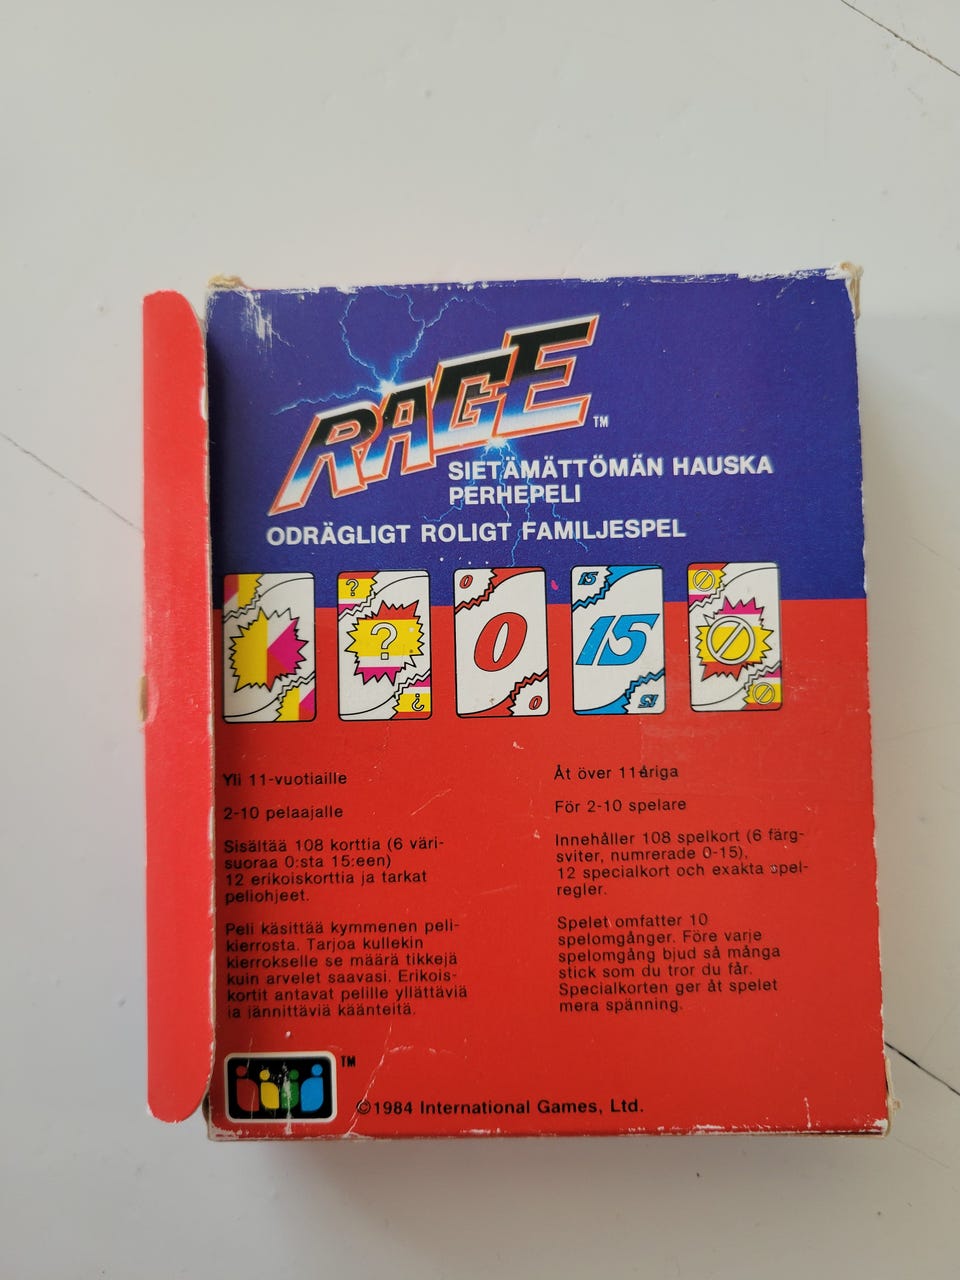 RAGE™
SIETÄMÄTTÖMÄN HAUSKA
PERHEPELI
ODRÄGLIGT ROLIGT FAMILJESPEL
?
?
?
0
0
0
15
15
15
Yli 11-vuotiaille
2-10 pelaajalle
Sisältää 108 korttia (6 väri-
suoraa 0:sta 15:een)
12 erikoiskorttia ja tarkat
peliohjeet.
Peli käsittää kymmenen peli-
kierrosta. Tarjoa kullekin
kierrokselle se määrä tikkejä
kuin arvelet saavasi. Erikois-
kortit antavat pelille yllättäviä
ja jännittäviä käänteitä.
Åt över 11åriga
För 2-10 spelare
Innehåller 108 spelkort (6 färg-
sviter, numrerade 0-15),
12 specialkort och exakta spel-
regler.
Spelet omfatter 10
spelomgånger. Före varje
spelomgång bjud så många
stick som du tror du får.
Specialkorten ger åt spelet
mera spänning.
TM
©1984 International Games, Ltd.